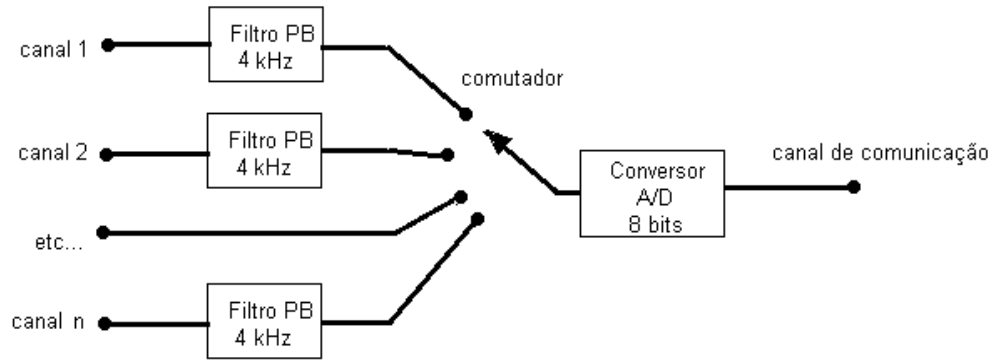 canal 1
Filtro PB
4 kHz
comutador
canal 2
Filtro PB
4 kHz
canal de comunicação
Conversor
A/D
8 bits
etc...
canal n
Filtro PB
4 kHz